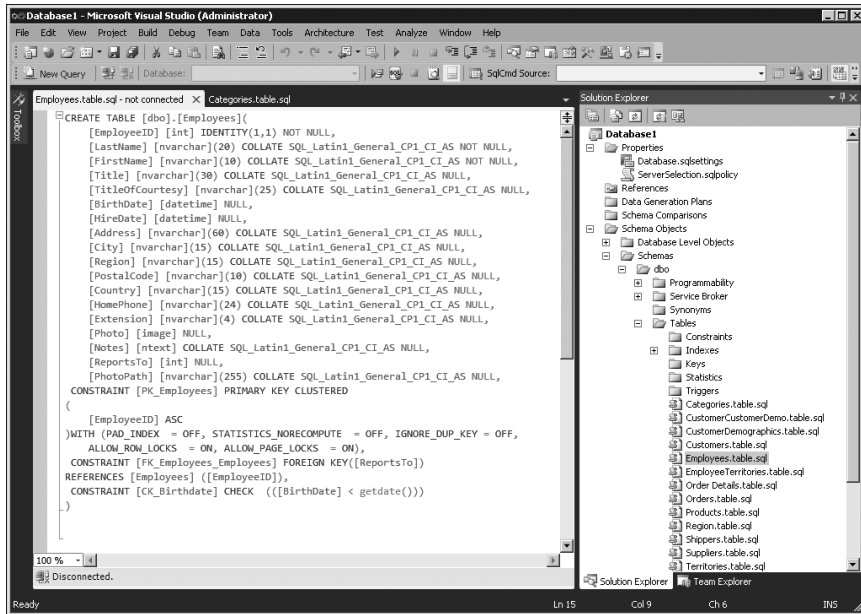 Database1 - Microsoft Visual Studio (Administrator)
File Edit View Project Build Debug Team Data Tools Architecture Test Analyze Window Help
New Query Database: SqlCmd Source:
Toolbox
Employees.table.sql - not connected X Categories.table.sql
CREATE TABLE [dbo].[Employees](
[EmployeeID] [int] IDENTITY(1,1) NOT NULL,
[LastName] [nvarchar](20) COLLATE SQL_Latin1_General_CP1_CI_AS NOT NULL,
[FirstName] [nvarchar](10) COLLATE SQL_Latin1_General_CP1_CI_AS NOT NULL,
[Title] [nvarchar](30) COLLATE SQL_Latin1_General_CP1_CI_AS NULL,
[TitleOfCourtesy] [nvarchar](25) COLLATE SQL_Latin1_General_CP1_CI_AS NULL,
[BirthDate] [datetime] NULL,
[HireDate] [datetime] NULL,
[Address] [nvarchar](60) COLLATE SQL_Latin1_General_CP1_CI_AS NULL,
[City] [nvarchar](15) COLLATE SQL_Latin1_General_CP1_CI_AS NULL,
[Region] [nvarchar](15) COLLATE SQL_Latin1_General_CP1_CI_AS NULL,
[PostalCode] [nvarchar](10) COLLATE SQL_Latin1_General_CP1_CI_AS NULL,
[Country] [nvarchar](15) COLLATE SQL_Latin1_General_CP1_CI_AS NULL,
[HomePhone] [nvarchar](24) COLLATE SQL_Latin1_General_CP1_CI_AS NULL,
[Extension] [nvarchar](4) COLLATE SQL_Latin1_General_CP1_CI_AS NULL,
[Photo] [image] NULL,
[Notes] [ntext] COLLATE SQL_Latin1_General_CP1_CI_AS NULL,
[ReportsTo] [int] NULL,
[PhotoPath] [nvarchar](255) COLLATE SQL_Latin1_General_CP1_CI_AS NULL,
CONSTRAINT [PK_Employees] PRIMARY KEY CLUSTERED
(
[EmployeeID] ASC
)WITH (PAD_INDEX = OFF, STATISTICS_NORECOMPUTE = OFF, IGNORE_DUP_KEY = OFF,
ALLOW_ROW_LOCKS = ON, ALLOW_PAGE_LOCKS = ON),
CONSTRAINT [FK_Employees_Employees] FOREIGN KEY([ReportsTo])
REFERENCES [Employees] ([EmployeeID]),
CONSTRAINT [CK_Birthdate] CHECK (([BirthDate] < getdate()))
)
100 %
Disconnected.
Solution Explorer
Database1
Properties
Database.sqlsettings
ServerSelection.sqlpolicy
References
Data Generation Plans
Schema Comparisons
Schema Objects
Database Level Objects
Schemas
dbo
Programmability
Service Broker
Synonyms
Tables
Constraints
Indexes
Keys
Statistics
Triggers
Categories.table.sql
CustomerCustomerDemo.table.sql
CustomerDemographics.table.sql
Customers.table.sql
Employees.table.sql
EmployeeTerritories.table.sql
Order Details.table.sql
Orders.table.sql
Products.table.sql
Region.table.sql
Shippers.table.sql
Suppliers.table.sql
Territories.table.sql
Solution Explorer Team Explorer
Ready Ln 15 Col 9 Ch 6 INS